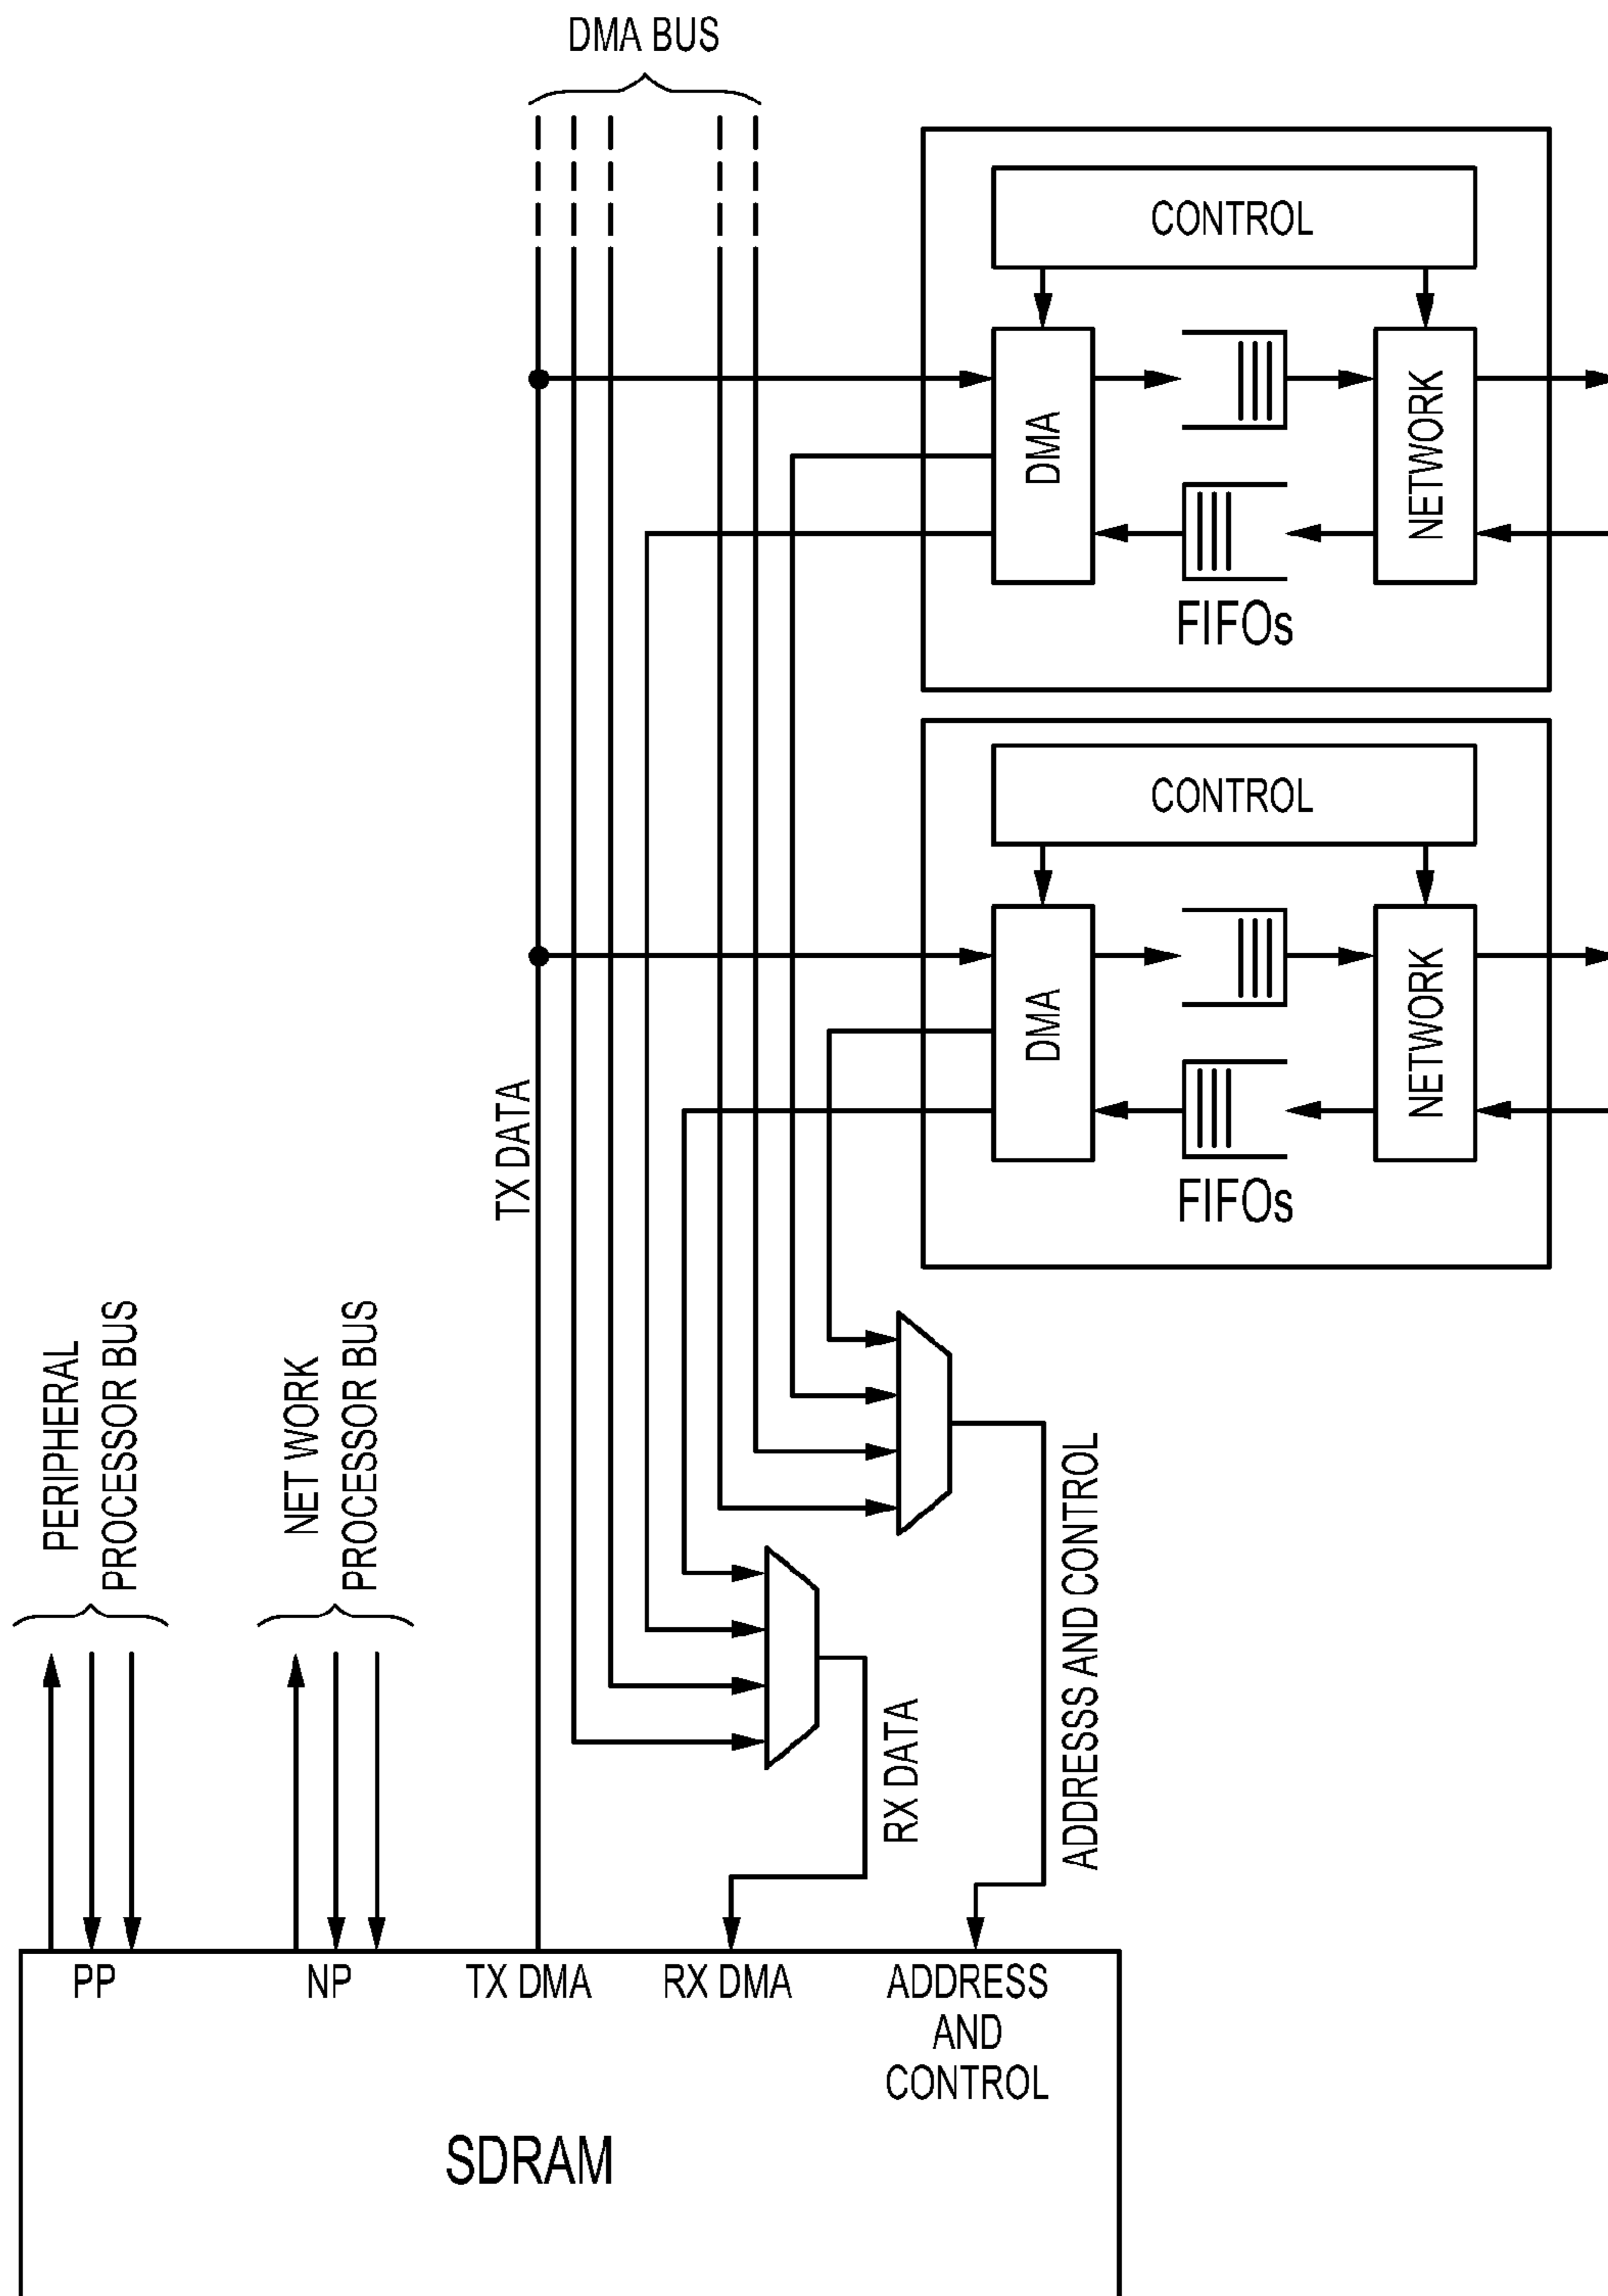 DMA BUS
CONTROL
DMA
NETWORK
FIFOs
CONTROL
DMA
NETWORK
FIFOs
TX DATA
PERIPHERAL
PROCESSOR BUS
NET WORK
PROCESSOR BUS
RX DATA
ADDRESSS AND CONTROL
PP
NP
TX DMA
RX DMA
ADDRESS
AND
CONTROL
SDRAM